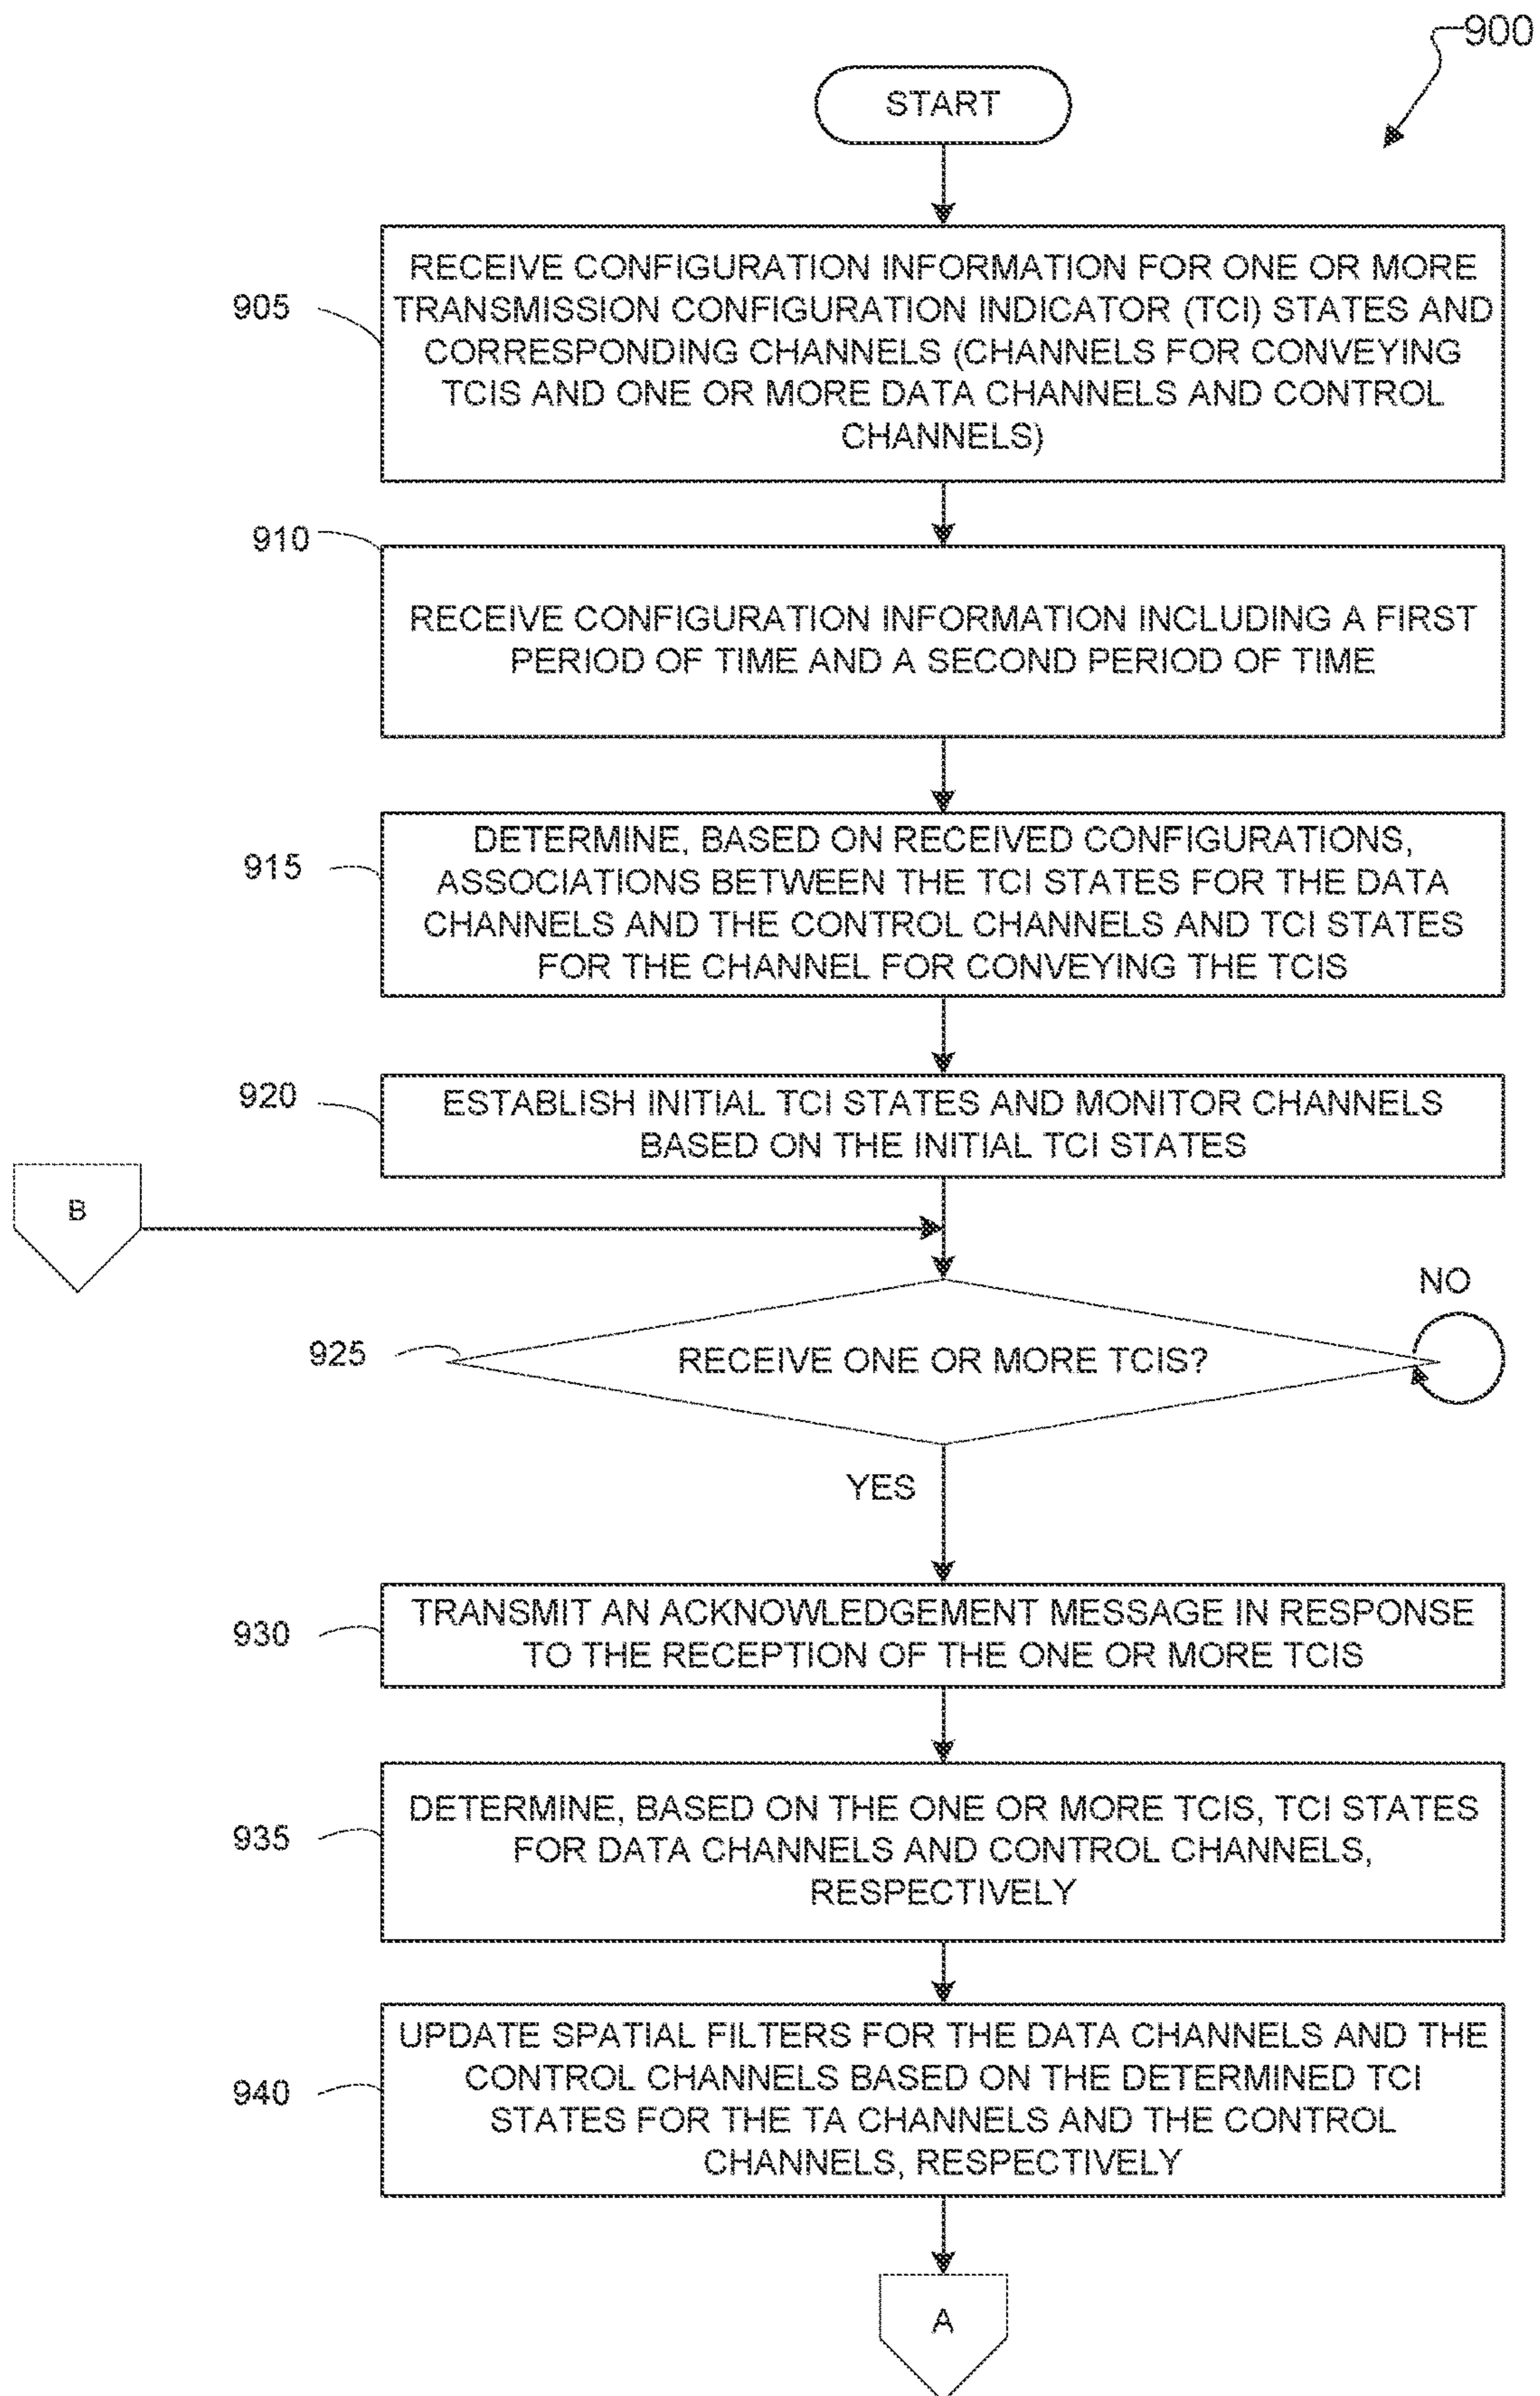 900
START
905
RECEIVE CONFIGURATION INFORMATION FOR ONE OR MORE
TRANSMISSION CONFIGURATION INDICATOR (TCI) STATES AND
CORRESPONDING CHANNELS (CHANNELS FOR CONVEYING
TCIS AND ONE OR MORE DATA CHANNELS AND CONTROL
CHANNELS)
910
RECEIVE CONFIGURATION INFORMATION INCLUDING A FIRST
PERIOD OF TIME AND A SECOND PERIOD OF TIME
915
DETERMINE, BASED ON RECEIVED CONFIGURATIONS,
ASSOCIATIONS BETWEEN THE TCI STATES FOR THE DATA
CHANNELS AND THE CONTROL CHANNELS AND TCI STATES
FOR THE CHANNEL FOR CONVEYING THE TCIS
920
ESTABLISH INITIAL TCI STATES AND MONITOR CHANNELS
BASED ON THE INITIAL TCI STATES
B
NO
925
RECEIVE ONE OR MORE TCIS?
YES
930
TRANSMIT AN ACKNOWLEDGEMENT MESSAGE IN RESPONSE
TO THE RECEPTION OF THE ONE OR MORE TCIS
935
DETERMINE, BASED ON THE ONE OR MORE TCIS, TCI STATES
FOR DATA CHANNELS AND CONTROL CHANNELS,
RESPECTIVELY
940
UPDATE SPATIAL FILTERS FOR THE DATA CHANNELS AND THE
CONTROL CHANNELS BASED ON THE DETERMINED TCI
STATES FOR THE TA CHANNELS AND THE CONTROL
CHANNELS, RESPECTIVELY
A